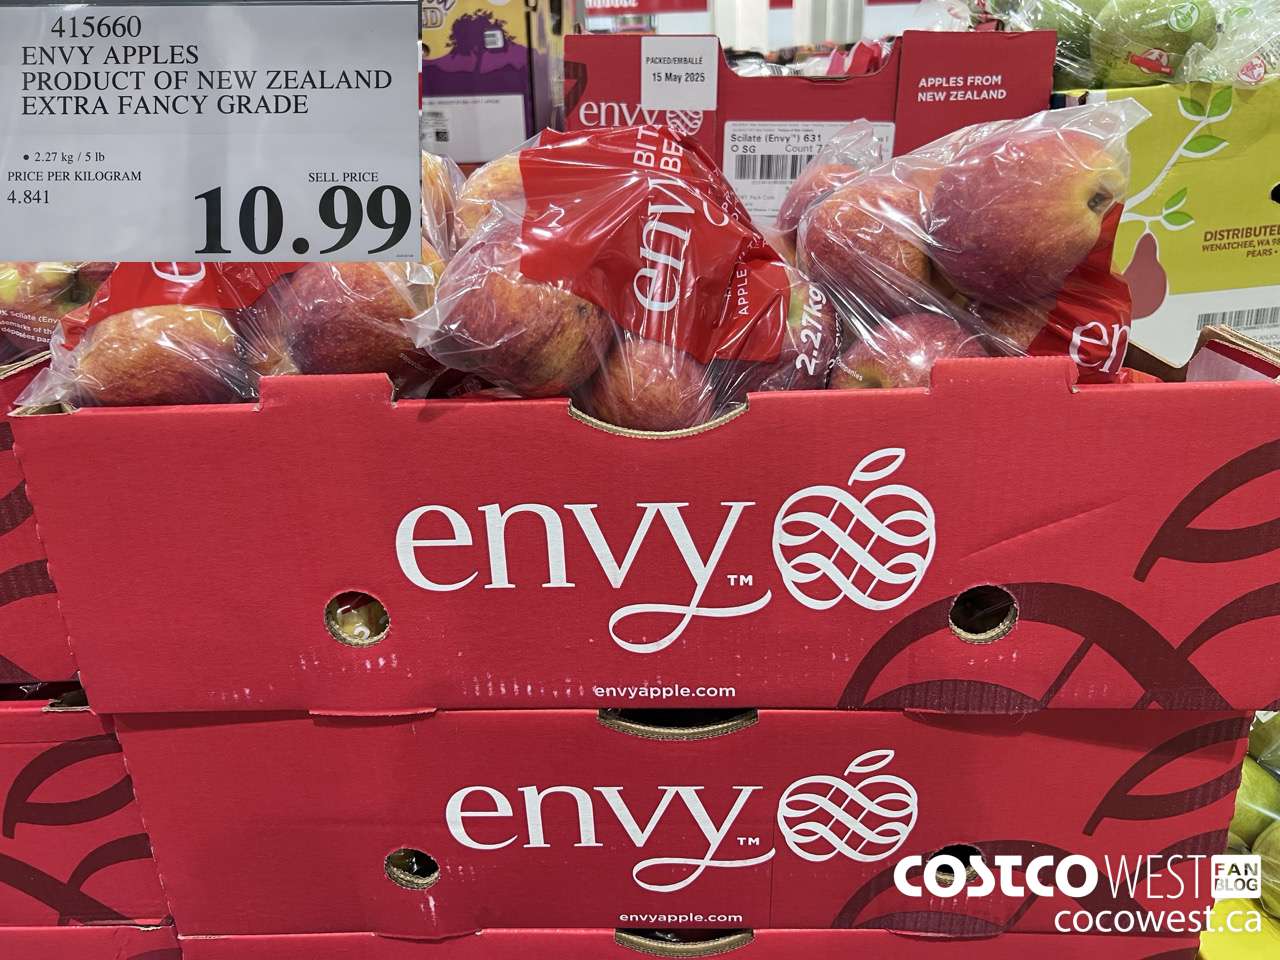 415660
ENVY APPLES
PRODUCT OF NEW ZEALAND
EXTRA FANCY GRADE
• 2.27 kg / 5 lb
PRICE PER KILOGRAM
4.841
SELL PRICE
10.99
PACKED/EMBALLÉ
15 May 2025
envy
APPLES FROM
NEW ZEALAND
Scilate (Envy™) 631
Count
envy
2.27kg
DISTRIBUTED
WENATCHEE, WA
PEARS
envy™
envyapple.com
envy™
envyapple.com
COSTCO WEST FAN BLOG
cocowest.ca